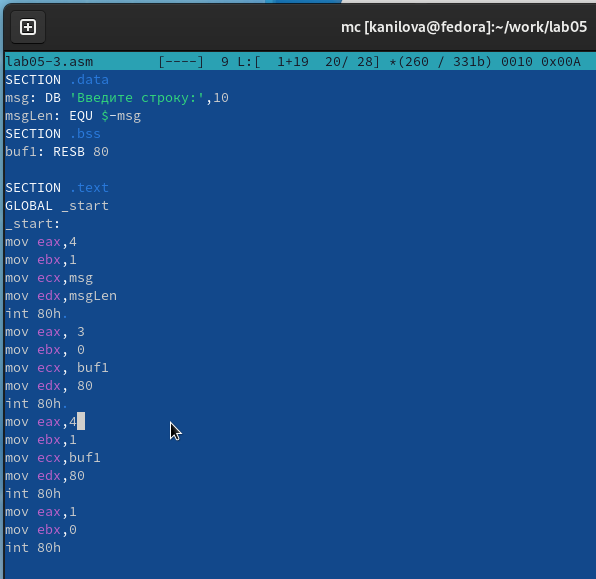 mc [kanilova@fedora]:~/work/lab05
lab05-3.asm [----] 9 L:[ 1+19 20/ 28] *(260 / 331b) 0010 0x00A
SECTION .data
msg: DB 'Введите строку:',10
msgLen: EQU $-msg
SECTION .bss
buf1: RESB 80
SECTION .text
GLOBAL _start
_start:
mov eax,4
mov ebx,1
mov ecx,msg
mov edx,msgLen
int 80h.
mov eax, 3
mov ebx, 0
mov ecx, buf1
mov edx, 80
int 80h.
mov eax,4
mov ebx,1
mov ecx,buf1
mov edx,80
int 80h
mov eax,1
mov ebx,0
int 80h